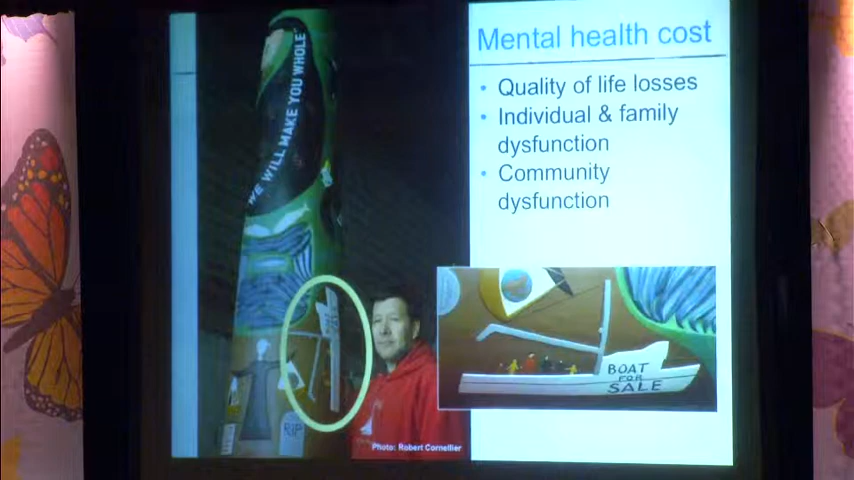 Mental health cost
• Quality of life losses
• Individual & family
dysfunction
• Community
dysfunction
WE WILL MAKE YOU WHOLE
RIP
Photo: Robert Cornellier
BOAT
FOR
SALE